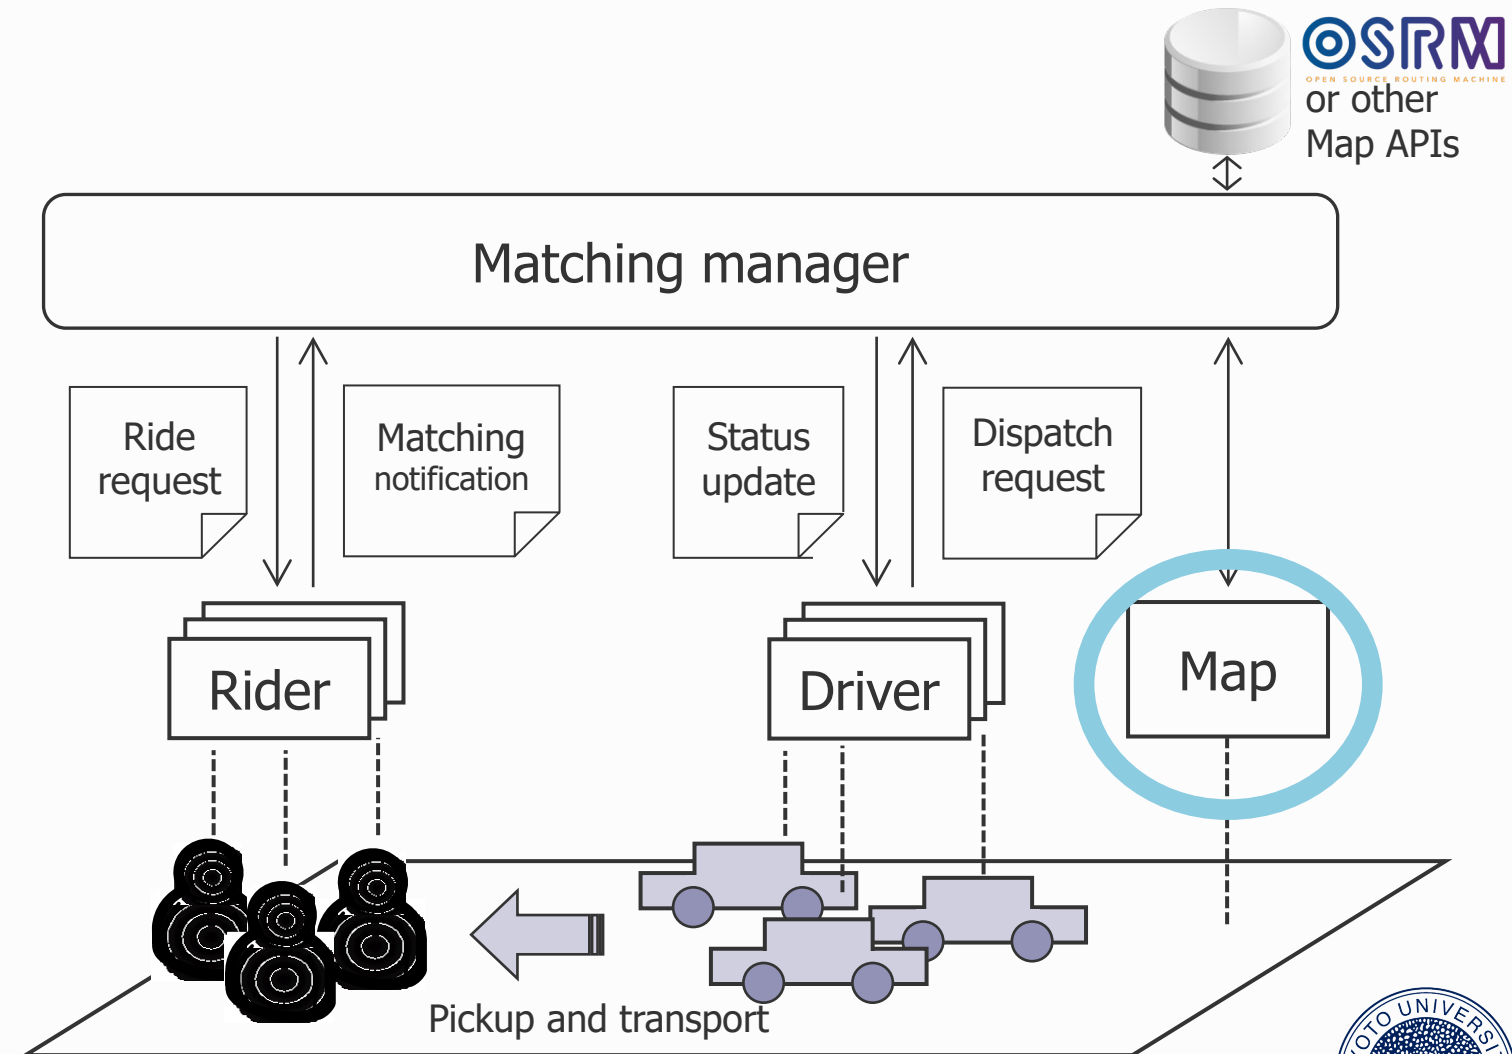 OSRM
OPEN SOURCE ROUTING MACHINE
or other
Map APIs
Matching manager
Ride
request
Matching
notification
Status
update
Dispatch
request
Rider
Driver
Map
Pickup and transport